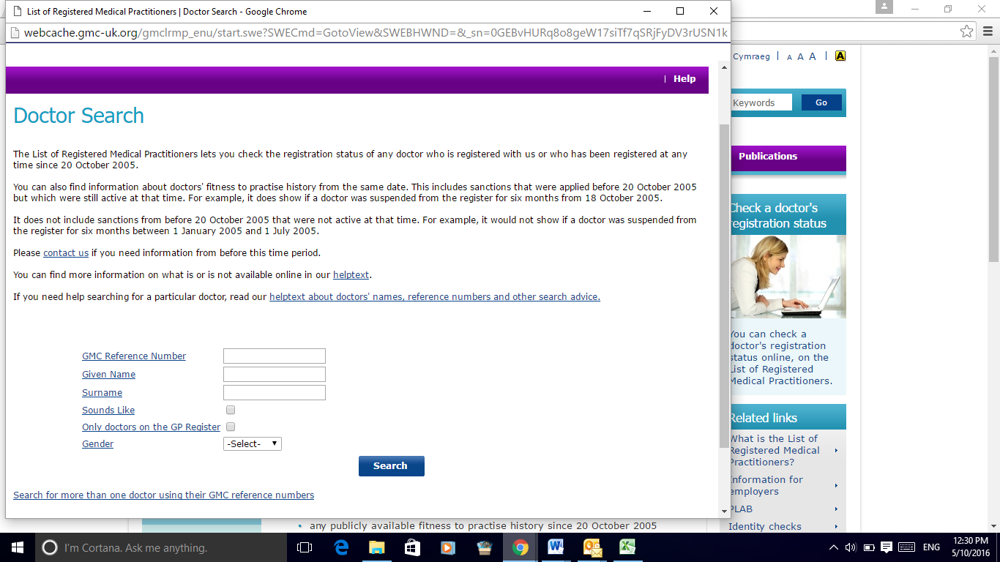 List of Registered Medical Practitioners | Doctor Search - Google Chrome
webcache.gmc-uk.org/gmclrmp_enu/start.swe?SWECmd=GotoView&SWEBHWND=&_sn=0GEBvHURq8o8geW17siTf7qSRjFyDV3rUSN1k
Cymraeg | A A A | A
| Help
Keywords Go
Doctor Search
Publications
The List of Registered Medical Practitioners lets you check the registration status of any doctor who is registered with us or who has been registered at any
time since 20 October 2005.
You can also find information about doctors' fitness to practise history from the same date. This includes sanctions that were applied before 20 October 2005
but which were still active at that time. For example, it does show if a doctor was suspended from the register for six months from 18 October 2005.
It does not include sanctions from before 20 October 2005 that were not active at that time. For example, it would not show if a doctor was suspended from
the register for six months between 1 January 2005 and 1 July 2005.
Please contact us if you need information from before this time period.
You can find more information on what is or is not available online in our helptext.
If you need help searching for a particular doctor, read our helptext about doctors' names, reference numbers and other search advice.
GMC Reference Number
Given Name
Surname
Sounds Like
Only doctors on the GP Register
Gender -Select-
Search
Search for more than one doctor using their GMC reference numbers
Check a doctor's
registration status
You can check a
doctor's registration
status online, on the
List of Registered
Medical Practitioners.
Related links
What is the List of
Registered Medical
Practitioners?
Information for
employers
PLAB
Identity checks
any publicly available fitness to practise history since 20 October 2005
I'm Cortana. Ask me anything.
ENG
12:30 PM
5/10/2016